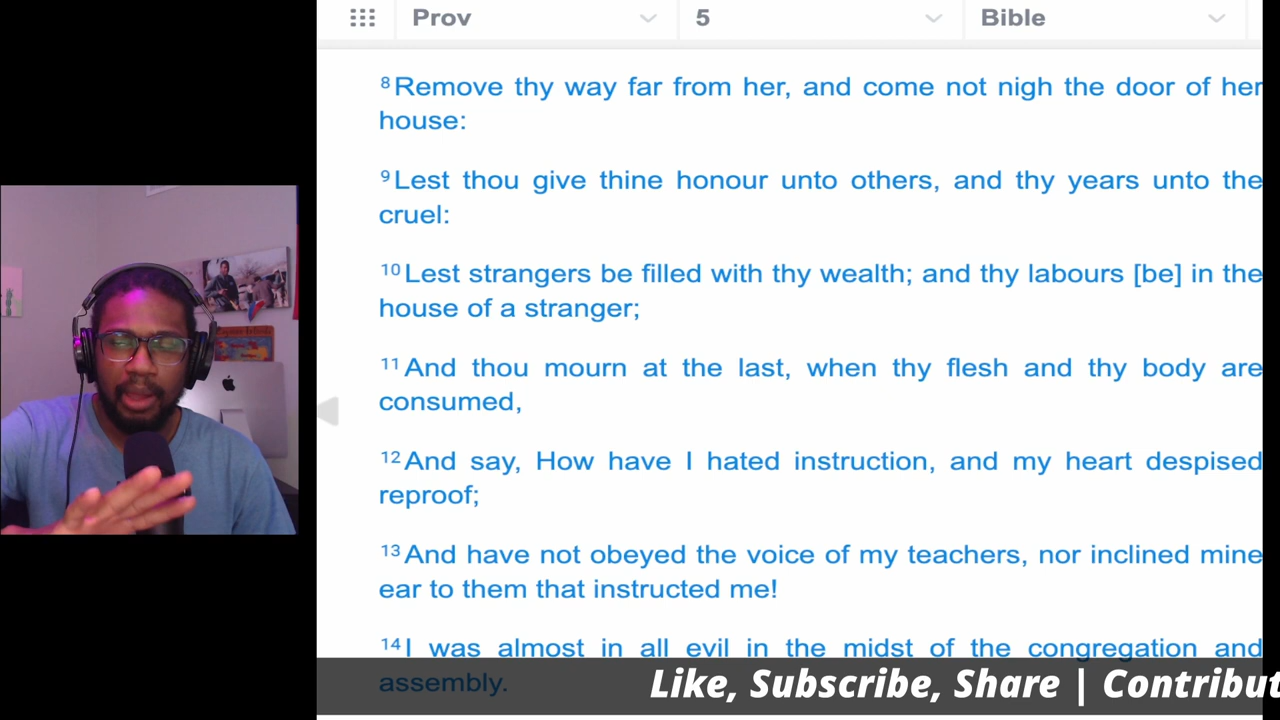 Prov 5 Bible
8Remove thy way far from her, and come not nigh the door of her
house:
9Lest thou give thine honour unto others, and thy years unto the
cruel:
10Lest strangers be filled with thy wealth; and thy labours [be] in the
house of a stranger;
11And thou mourn at the last, when thy flesh and thy body are
consumed,
12And say, How have I hated instruction, and my heart despised
reproof;
13And have not obeyed the voice of my teachers, nor inclined mine
ear to them that instructed me!
14I was almost in all evil in the midst of the congregation and
assembly.
Like, Subscribe, Share | Contribut